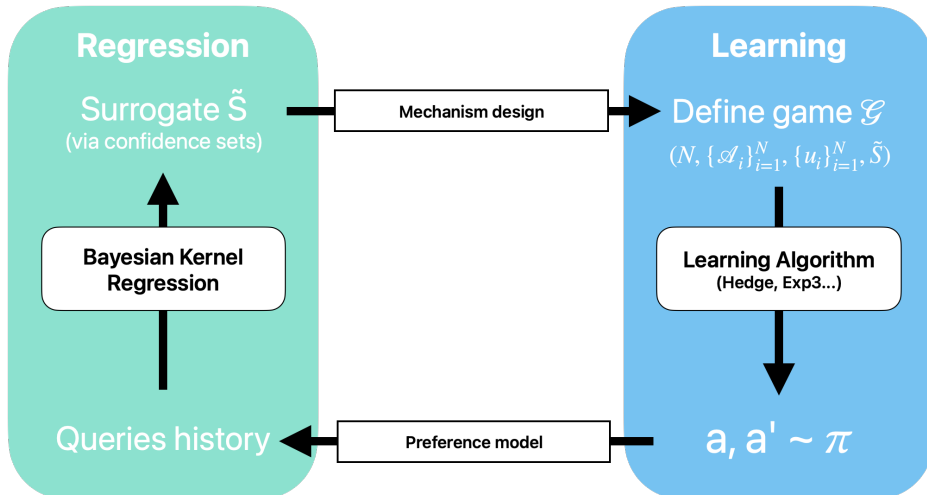 Regression
Surrogate S̃
(via confidence sets)
Bayesian Kernel
Regression
Queries history
Mechanism design
Preference model
Learning
Define game 𝒢
(N, {𝒜ᵢ}ᵢ₌₁ᴺ, {uᵢ}ᵢ₌₁ᴺ, S̃)
Learning Algorithm
(Hedge, Exp3...)
a, a' ~ π